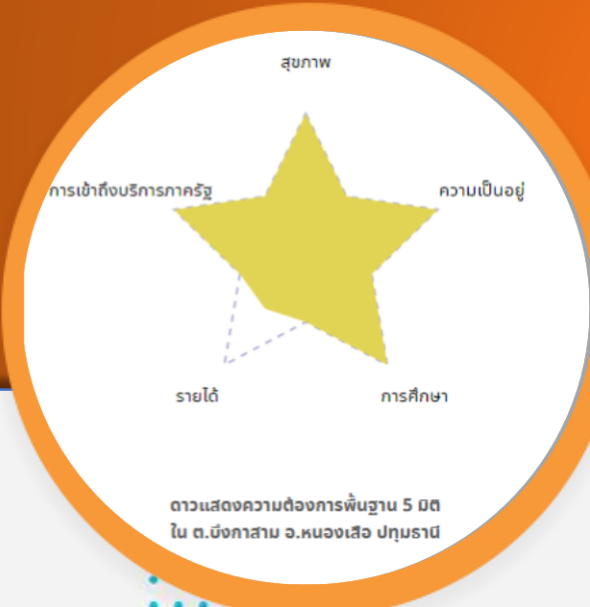 สุขภาพ
การเข้าถึงบริการภาครัฐ
ความเป็นอยู่
รายได้
การศึกษา
ดาวแสดงความต้องการพื้นฐาน 5 มิติ
ใน ต.บึงกาสาม อ.หนองเสือ ปทุมธานี